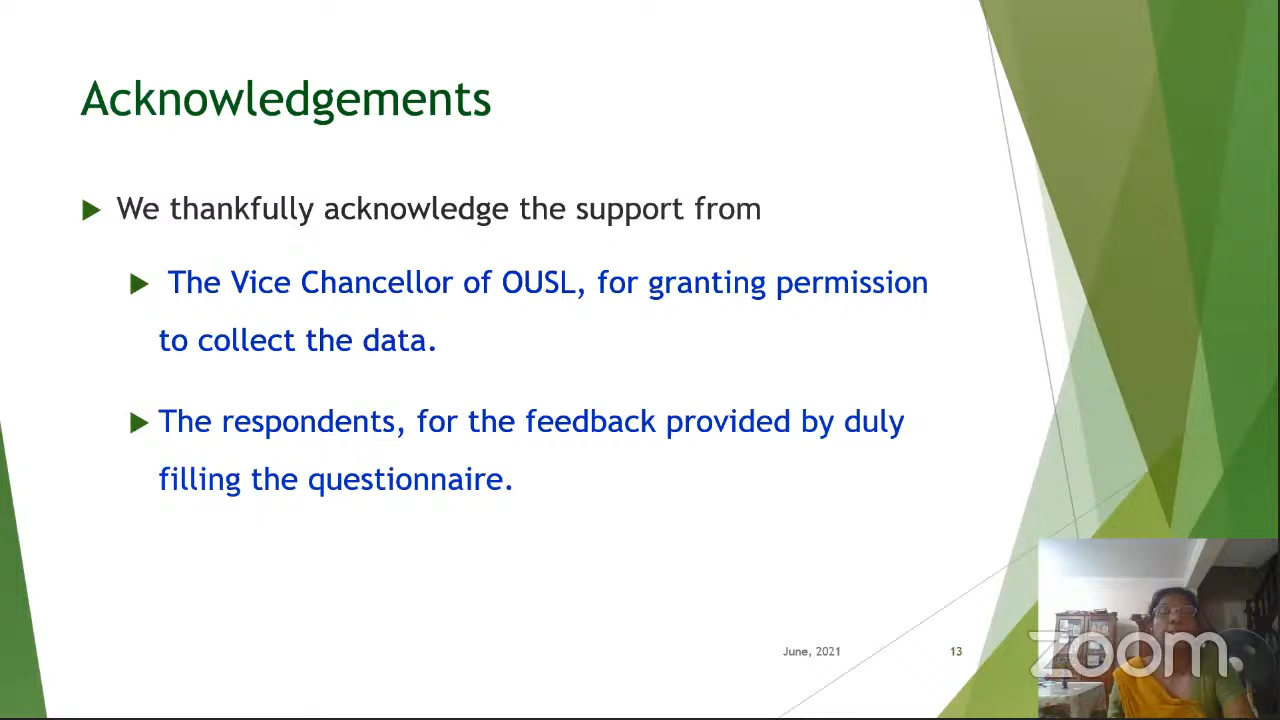 Acknowledgements
We thankfully acknowledge the support from
The Vice Chancellor of OUSL, for granting permission
to collect the data.
The respondents, for the feedback provided by duly
filling the questionnaire.
June, 2021
13
zoom